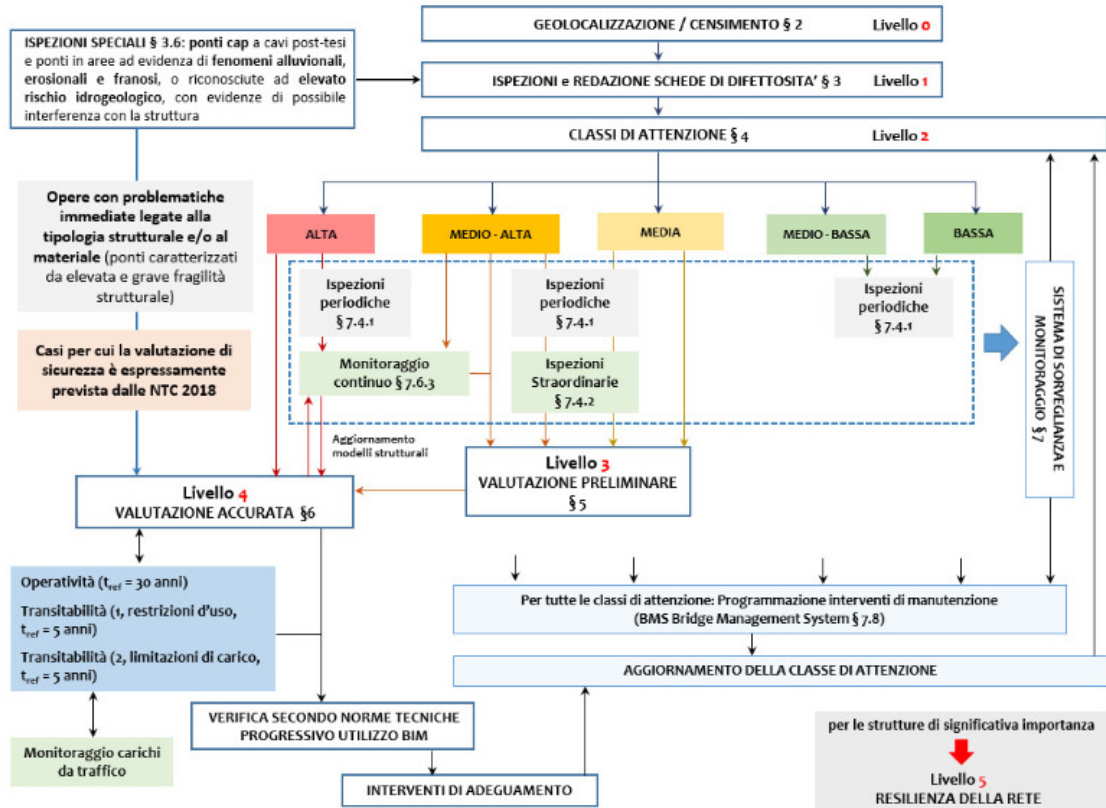 GEOLOCALIZZAZIONE / CENSIMENTO § 2 Livello 0
ISPEZIONI SPECIALI § 3.6: ponti cap a cavi post-tesi
e ponti in aree ad evidenza di fenomeni alluvionali,
erosionali e franosi, o riconosciute ad elevato
rischio idrogeologico, con evidenze di possibile
interferenza con la struttura
ISPEZIONI e REDAZIONE SCHEDE DI DIFETTOSITA’ § 3 Livello 1
CLASSI DI ATTENZIONE § 4 Livello 2
Opere con problematiche
immediate legate alla
tipologia strutturale e/o al
materiale (ponti caratterizzati
da elevata e grave fragilità
strutturale)
Casi per cui la valutazione di
sicurezza è espressamente
prevista dalle NTC 2018
ALTA
MEDIO - ALTA
MEDIA
MEDIO - BASSA
BASSA
Ispezioni
periodiche
§ 7.4.1
Ispezioni
periodiche
§ 7.4.1
Ispezioni
periodiche
§ 7.4.1
Monitoraggio
continuo § 7.6.3
Ispezioni
Straordinarie
§ 7.4.2
SISTEMA DI SORVEGLIANZA E
MONITORAGGIO § 7
Aggiornamento
modelli strutturali
Livello 3
VALUTAZIONE PRELIMINARE
§ 5
Livello 4
VALUTAZIONE ACCURATA §6
Operatività (tref = 30 anni)
Transitabilità (1, restrizioni d’uso,
tref = 5 anni)
Transitabilità (2, limitazioni di carico,
tref = 5 anni)
Monitoraggio carichi
da traffico
Per tutte le classi di attenzione: Programmazione interventi di manutenzione
(BMS Bridge Management System § 7.8)
AGGIORNAMENTO DELLA CLASSE DI ATTENZIONE
VERIFICA SECONDO NORME TECNICHE
PROGRESSIVO UTILIZZO BIM
INTERVENTI DI ADEGUAMENTO
per le strutture di significativa importanza
Livello 5
RESILIENZA DELLA RETE